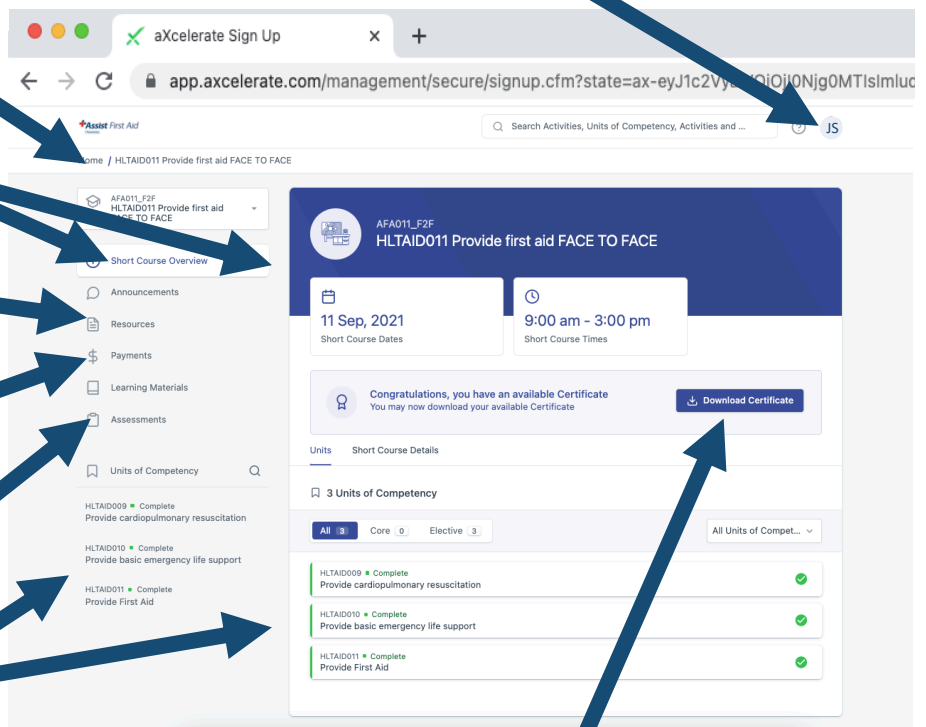 aXcelerate Sign Up
app.axcelerate.com/management/secure/signup.cfm?state=ax-eyJ1c2Vy
Assist First Aid
Search Activities, Units of Competency, Activities and ...
JS
Home / HLTAID011 Provide first aid FACE TO FACE
AFA011_F2F
HLTAID011 Provide first aid
FACE TO FACE
Short Course Overview
Announcements
Resources
Payments
Learning Materials
Assessments
Units of Competency
HLTAID009 Complete
Provide cardiopulmonary resuscitation
HLTAID010 Complete
Provide basic emergency life support
HLTAID011 Complete
Provide First Aid
AFA011_F2F
HLTAID011 Provide first aid FACE TO FACE
11 Sep, 2021
Short Course Dates
9:00 am - 3:00 pm
Short Course Times
Congratulations, you have an available Certificate
You may now download your available Certificate
Download Certificate
Units Short Course Details
3 Units of Competency
All 3 Core 0 Elective 3
All Units of Compet...
HLTAID009 Complete
Provide cardiopulmonary resuscitation
HLTAID010 Complete
Provide basic emergency life support
HLTAID011 Complete
Provide First Aid